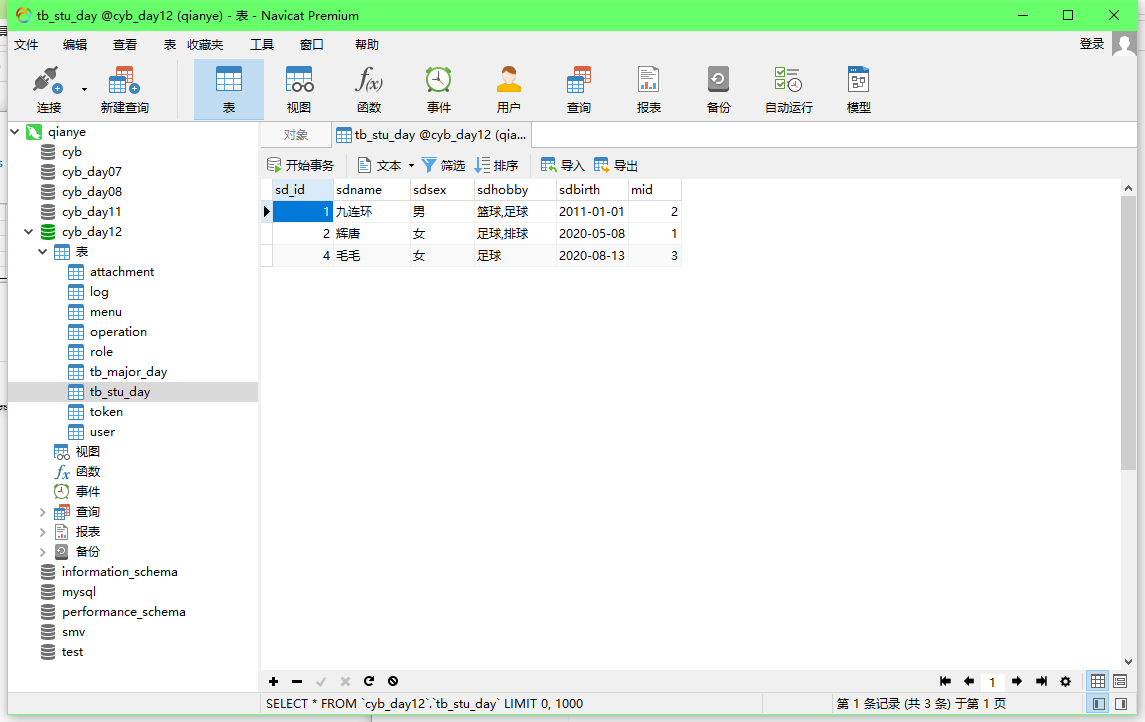 tb_stu_day @cyb_day12 (qianye) - 表 - Navicat Premium
文件 编辑 查看 表 收藏夹 工具 窗口 帮助 登录
连接 新建查询 表 视图 函数 事件 用户 查询 报表 备份 自动运行 模型
qianye
cyb
cyb_day07
cyb_day08
cyb_day11
cyb_day12
表
attachment
log
menu
operation
role
tb_major_day
tb_stu_day
token
user
视图
函数
事件
查询
报表
备份
information_schema
mysql
performance_schema
smv
test
对象 tb_stu_day @cyb_day12 (qia...
开始事务 文本 筛选 排序 导入 导出
sd_id sdname sdsex sdhobby sdbirth mid
1 九连环 男 篮球,足球 2011-01-01 2
2 辉唐 女 足球,排球 2020-05-08 1
4 毛毛 女 足球 2020-08-13 3
1
SELECT * FROM `cyb_day12`.`tb_stu_day` LIMIT 0, 1000 第 1 条记录 (共 3 条) 于第 1 页